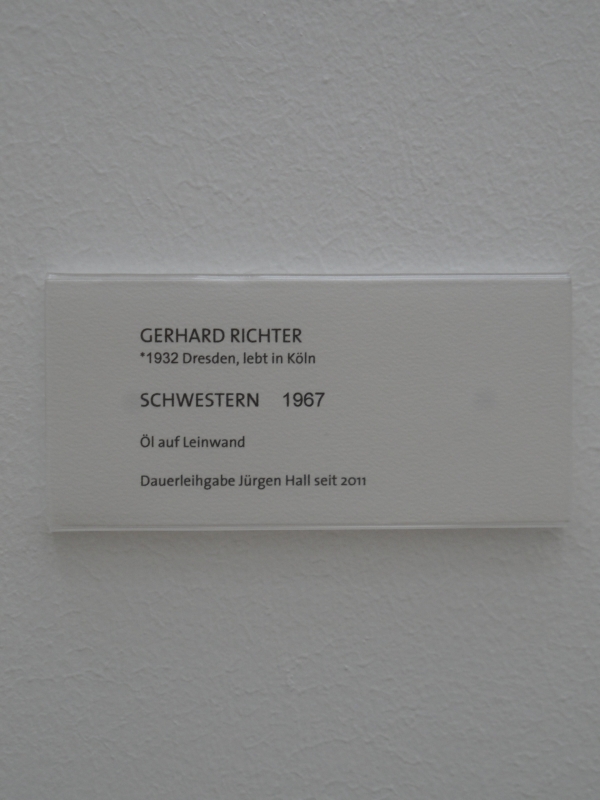 GERHARD RICHTER
*1932 Dresden, lebt in Köln
SCHWESTERN 1967
Öl auf Leinwand
Dauerleihgabe Jürgen Hall seit 2011